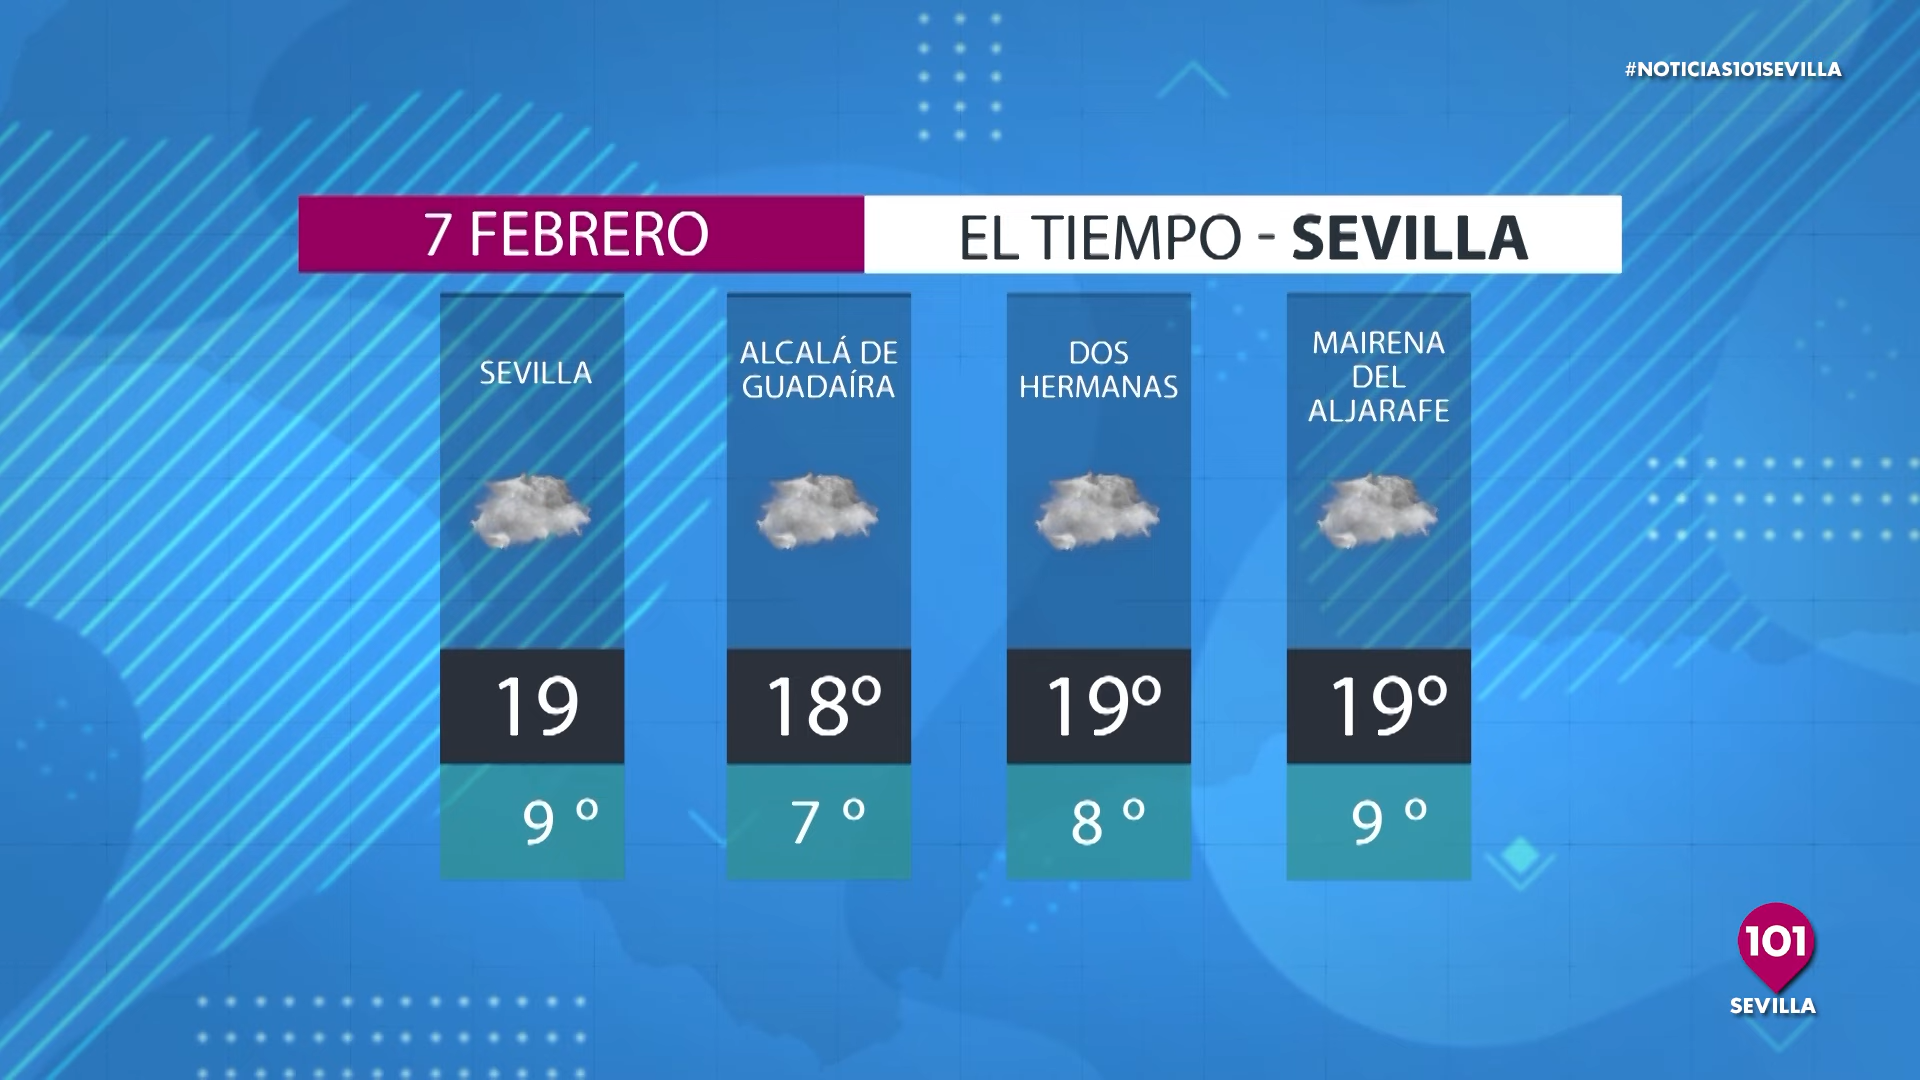 #NOTICIAS101SEVILLA
7 FEBRERO
EL TIEMPO - SEVILLA
SEVILLA
19
9 º
ALCALÁ DE
GUADAÍRA
18º
7 º
DOS
HERMANAS
19º
8 º
MAIRENA
DEL
ALJARAFE
19º
9 º
101
SEVILLA